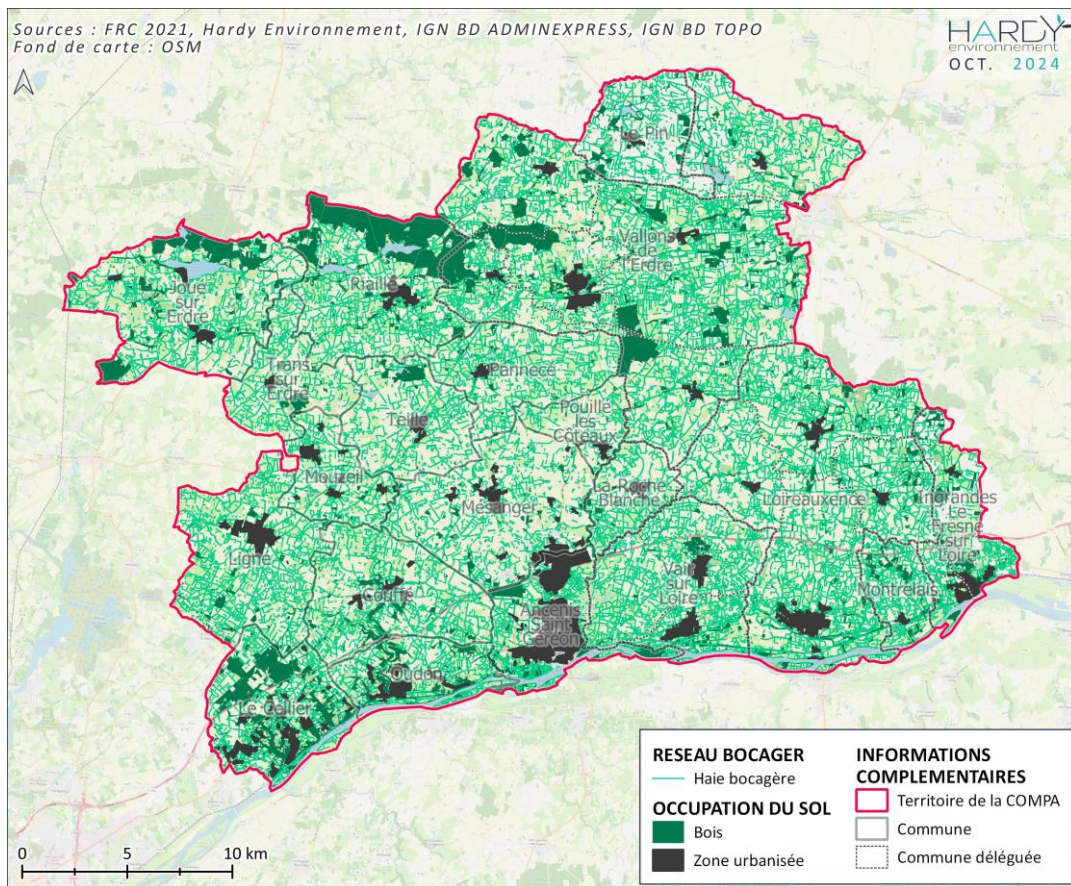 Sources : FRC 2021, Hardy Environnement, IGN BD ADMINEXPRESS, IGN BD TOPO
Fond de carte : OSM
HARDY
environnement
OCT. 2024
Le Pin
Vallons
de
l'Erdre
Joué
sur
Erdre
Riaillé
Trans
sur
Erdre
Pannecé
Teillé
Pouillé
les
Côteaux
Mouzeil
La Roche
Blanche
Mésanger
Loireauxence
Ingrandes
Le
Fresne
sur
Loire
Ligné
Couffé
Vair
sur
Loire
Montrelais
Ancenis
Saint
Géréon
Oudon
Le Cellier
RESEAU BOCAGER
Haie bocagère
OCCUPATION DU SOL
Bois
Zone urbanisée
INFORMATIONS
COMPLEMENTAIRES
Territoire de la COMPA
Commune
Commune déléguée
0 5 10 km